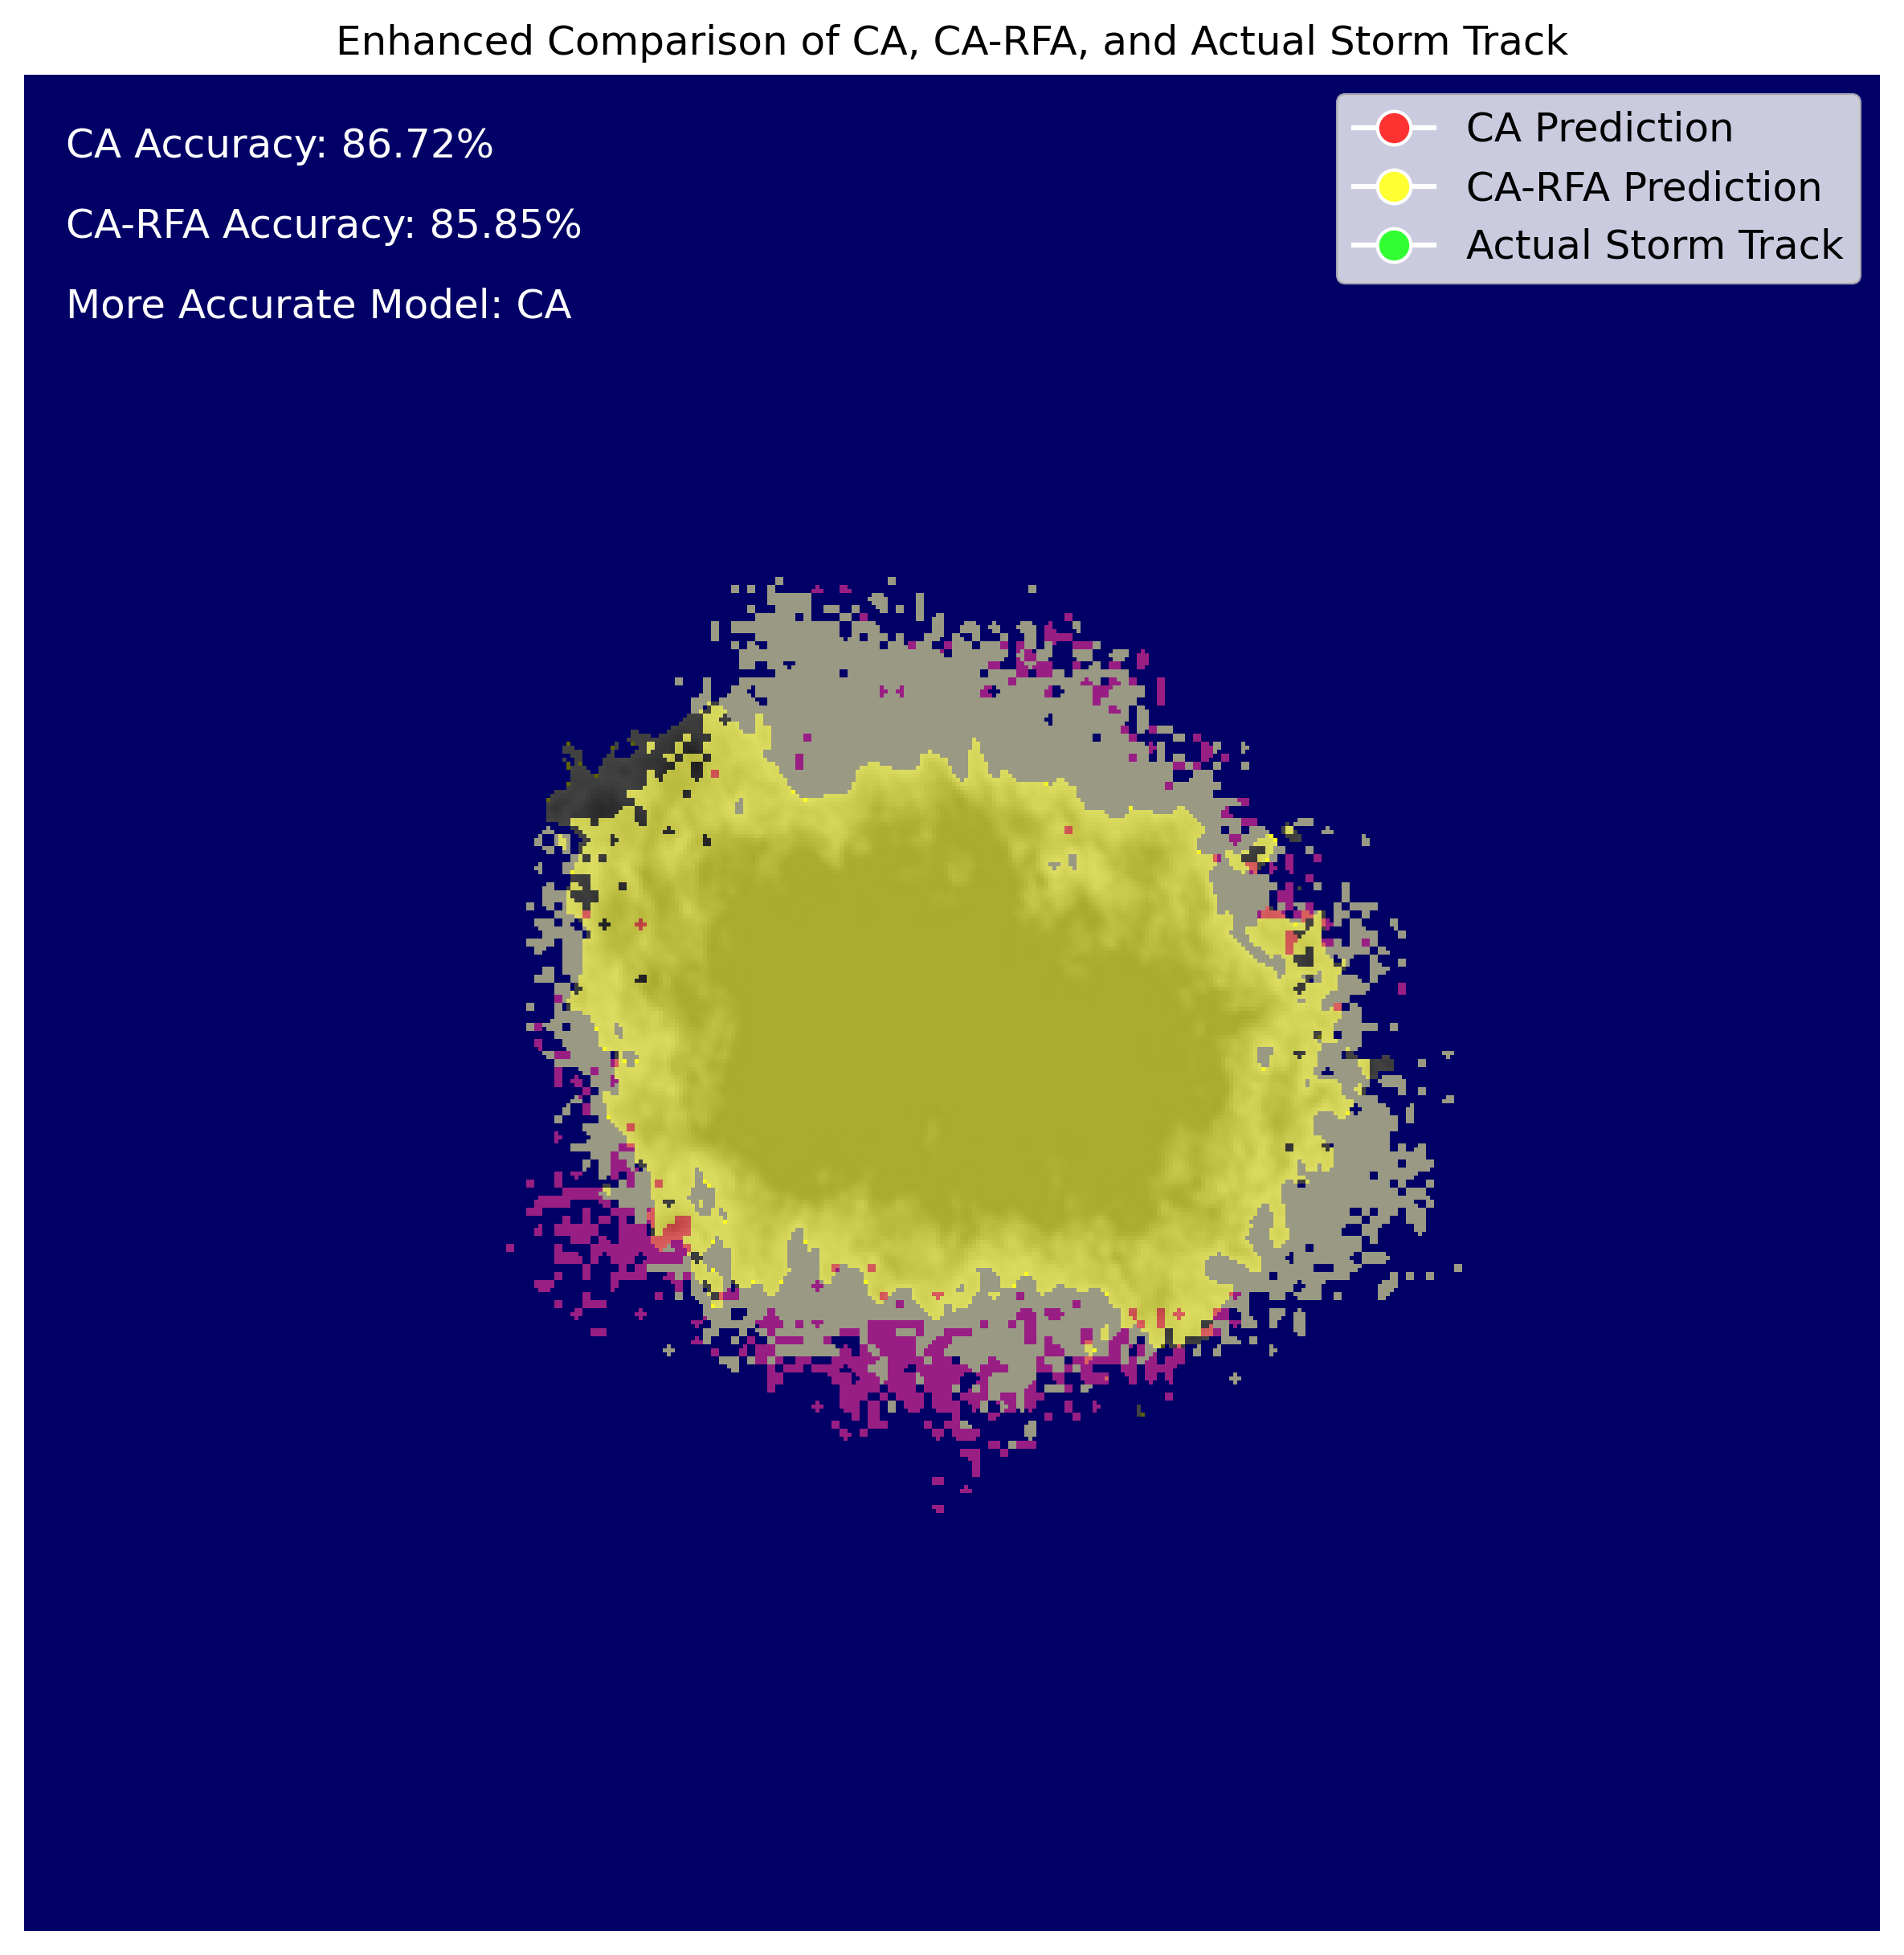 Enhanced Comparison of CA, CA-RFA, and Actual Storm Track
CA Accuracy: 86.72%
CA-RFA Accuracy: 85.85%
More Accurate Model: CA
CA Prediction
CA-RFA Prediction
Actual Storm Track